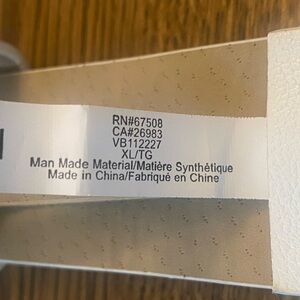 RN#67508
CA#26983
VB112227
XL/TG
Man Made Material/Matière Synthétique
Made in China/Fabriqué en Chine